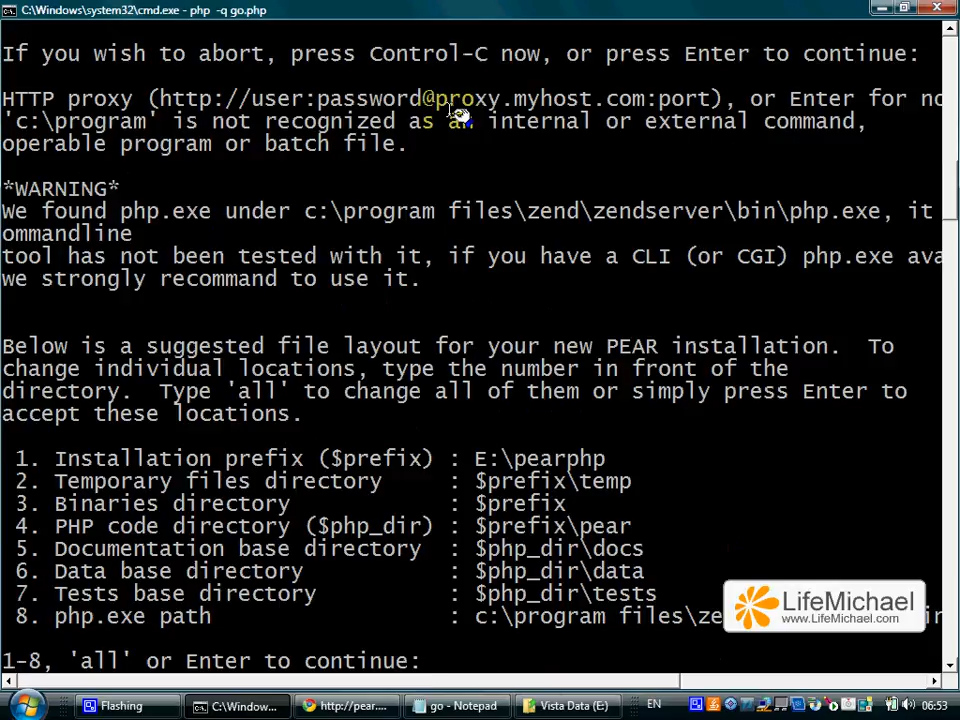 C:\Windows\system32\cmd.exe - php -q go.php
If you wish to abort, press Control-C now, or press Enter to continue:
HTTP proxy (http://user:password@proxy.myhost.com:port), or Enter for no
'c:\program' is not recognized as an internal or external command,
operable program or batch file.
*WARNING*
We found php.exe under c:\program files\zend\zendserver\bin\php.exe, it
ommandline
tool has not been tested with it, if you have a CLI (or CGI) php.exe ava
we strongly recommand to use it.
Below is a suggested file layout for your new PEAR installation.  To
change individual locations, type the number in front of the
directory.  Type 'all' to change all of them or simply press Enter to
accept these locations.
1. Installation prefix ($prefix) : E:\pearphp
2. Temporary files directory : $prefix\temp
3. Binaries directory : $prefix
4. PHP code directory ($php_dir) : $prefix\pear
5. Documentation base directory : $php_dir\docs
6. Data base directory : $php_dir\data
7. Tests base directory : $php_dir\tests
8. php.exe path : c:\program files\ze
LifeMichael
www.LifeMichael.com
1-8, 'all' or Enter to continue:
Flashing C:\Window... http://pear.... go - Notepad Vista Data (E:) EN 06:53